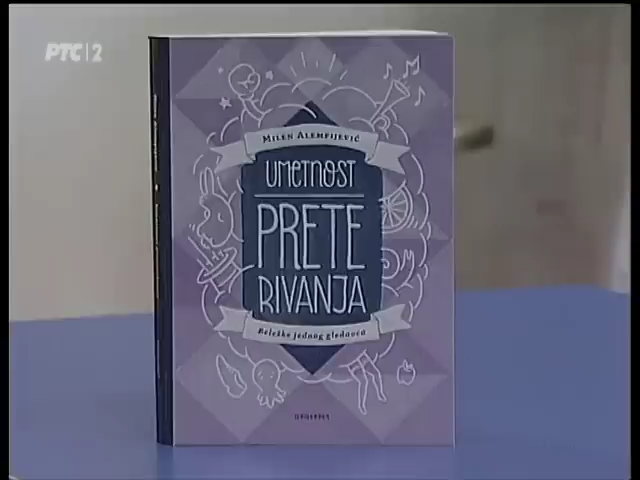 РТС|2
MILEN ALEMPIJEVIĆ
UMETNOST
PRETE
RIVANJA
Beleške jednog gledaoca